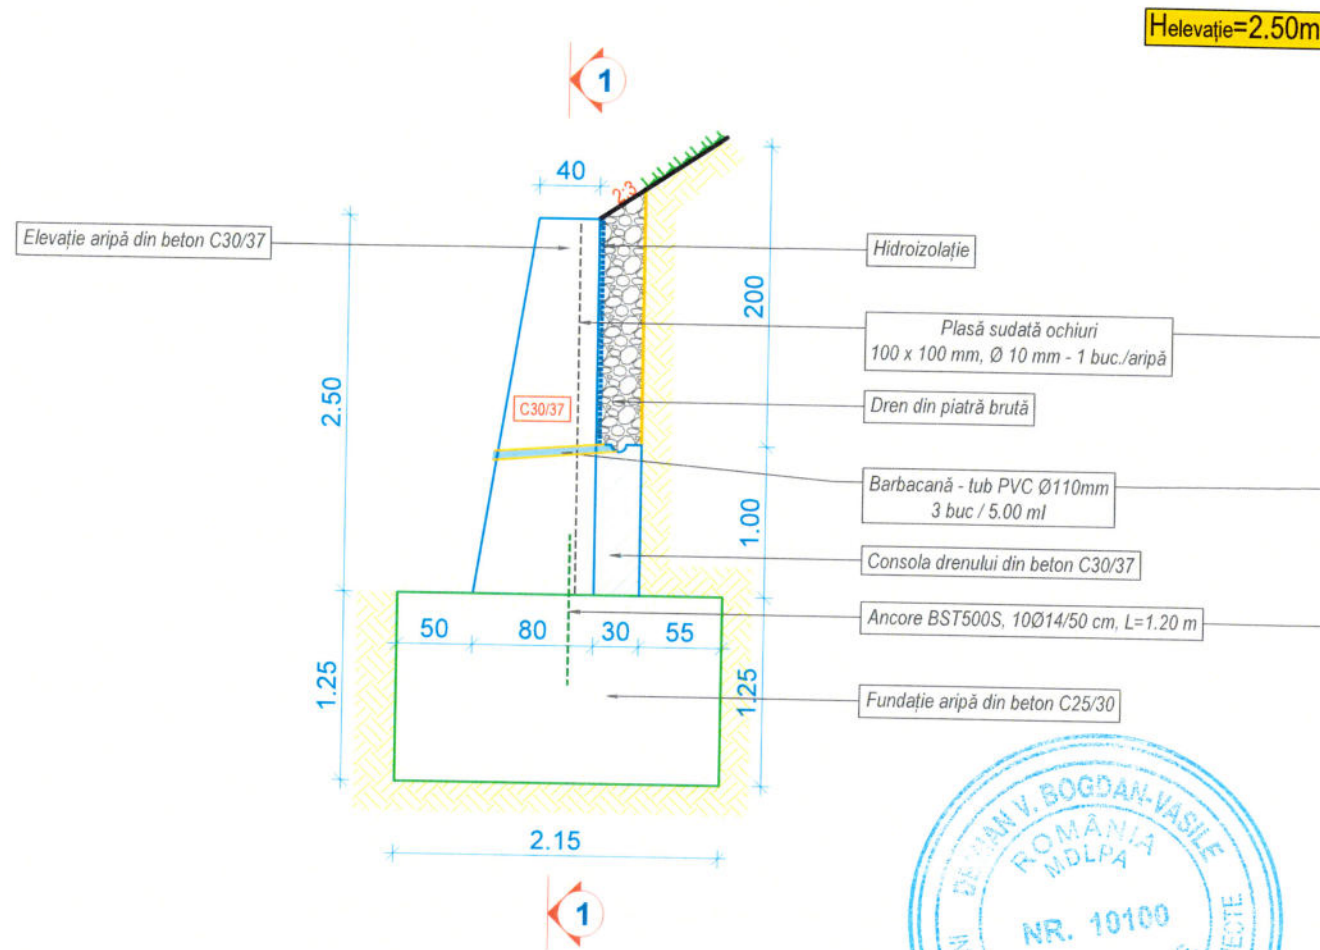 Helevație=2.50m
1
40
2:3
Elevație aripă din beton C30/37
Hidroizolație
200
Plasă sudată ochiuri
100 x 100 mm, Ø 10 mm - 1 buc./aripă
2.50
C30/37
Dren din piatră brută
Barbacană - tub PVC Ø110mm
3 buc / 5.00 ml
1.00
Consola drenului din beton C30/37
Ancore BST500S, 10Ø14/50 cm, L=1.20 m
50 80 30 55
1.25
1.25
Fundație aripă din beton C25/30
2.15
1
V. BOGDAN-VASILE
ROMÂNIA
MDLPA
NR. 10100